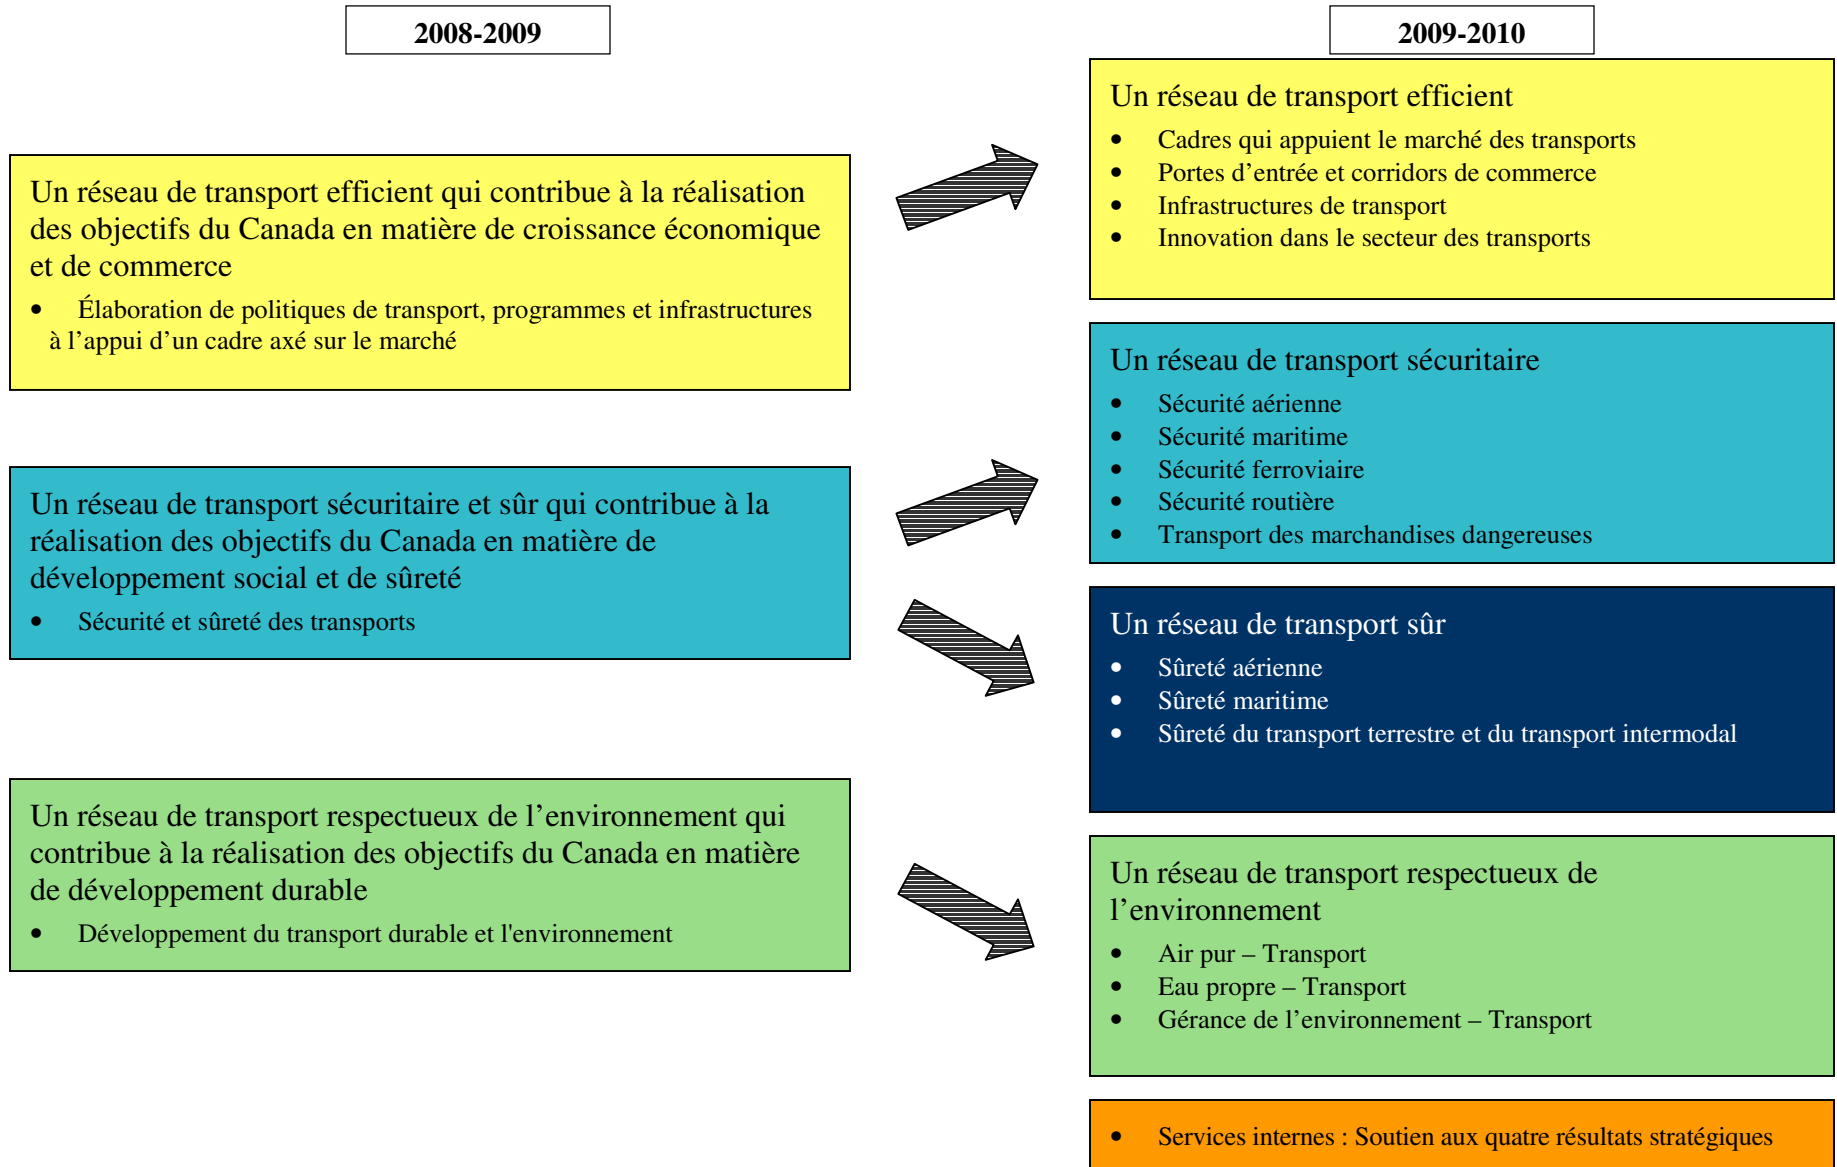 2008-2009
Un réseau de transport efficient qui contribue à la réalisation
des objectifs du Canada en matière de croissance économique
et de commerce
• Élaboration de politiques de transport, programmes et infrastructures
à l’appui d’un cadre axé sur le marché
Un réseau de transport sécuritaire et sûr qui contribue à la
réalisation des objectifs du Canada en matière de
développement social et de sûreté
• Sécurité et sûreté des transports
Un réseau de transport respectueux de l’environnement qui
contribue à la réalisation des objectifs du Canada en matière
de développement durable
• Développement du transport durable et l'environnement
2009-2010
Un réseau de transport efficient
• Cadres qui appuient le marché des transports
• Portes d’entrée et corridors de commerce
• Infrastructures de transport
• Innovation dans le secteur des transports
Un réseau de transport sécuritaire
• Sécurité aérienne
• Sécurité maritime
• Sécurité ferroviaire
• Sécurité routière
• Transport des marchandises dangereuses
Un réseau de transport sûr
• Sûreté aérienne
• Sûreté maritime
• Sûreté du transport terrestre et du transport intermodal
Un réseau de transport respectueux de
l’environnement
• Air pur – Transport
• Eau propre – Transport
• Gérance de l’environnement – Transport
• Services internes : Soutien aux quatre résultats stratégiques